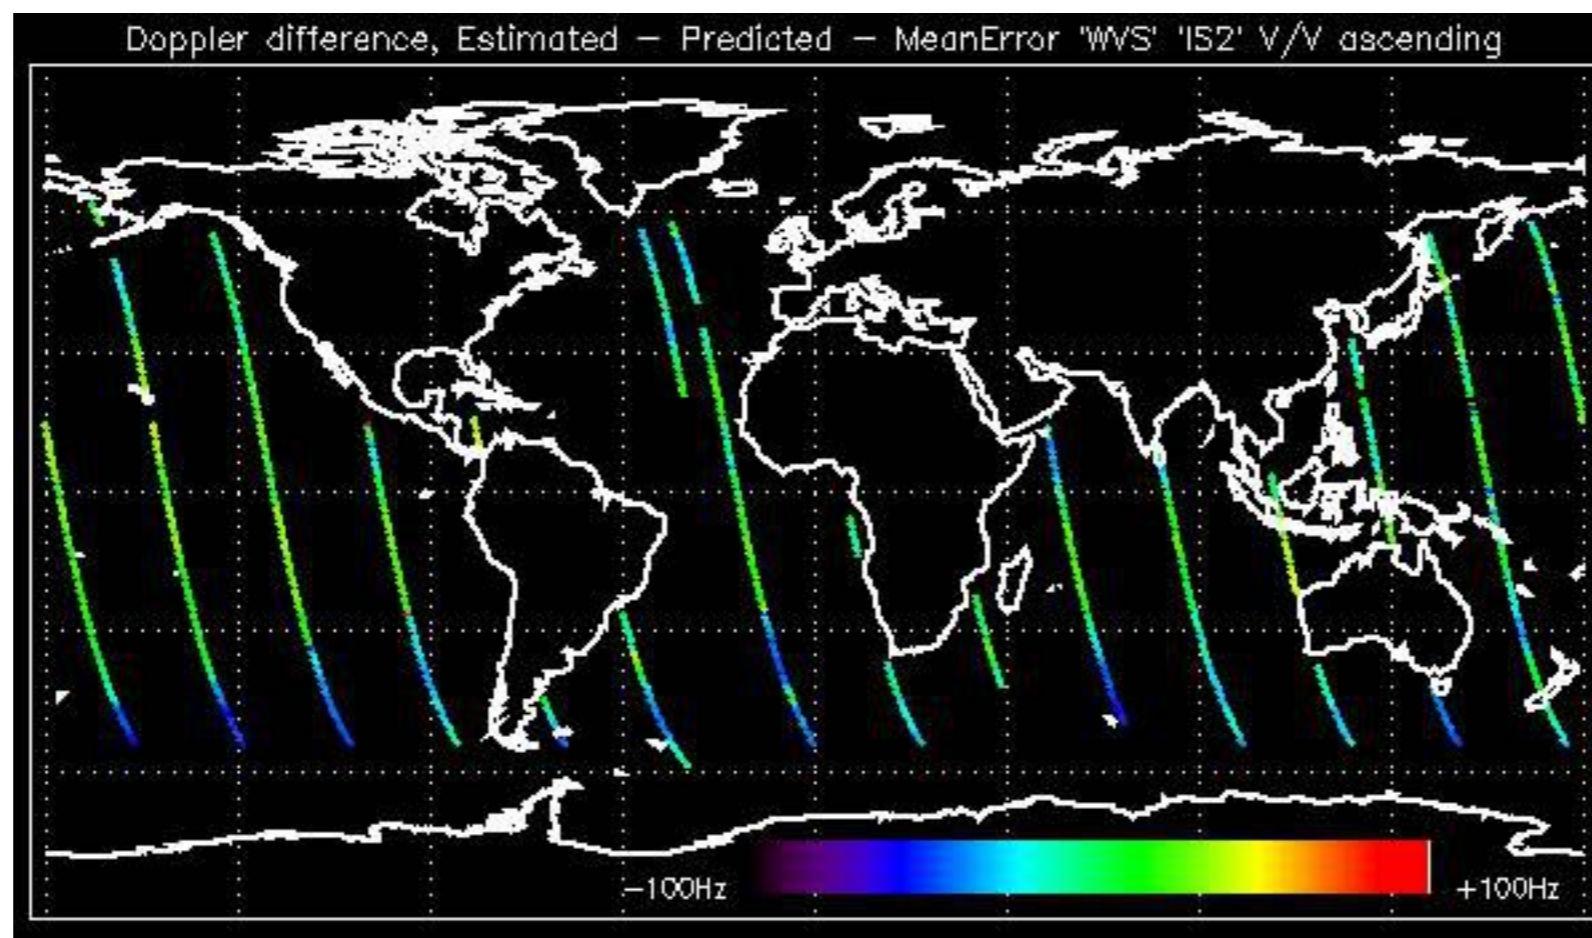 Doppler difference, Estimated - Predicted - MeanError 'WVS' 'IS2' V/V ascending
-100Hz
+100Hz